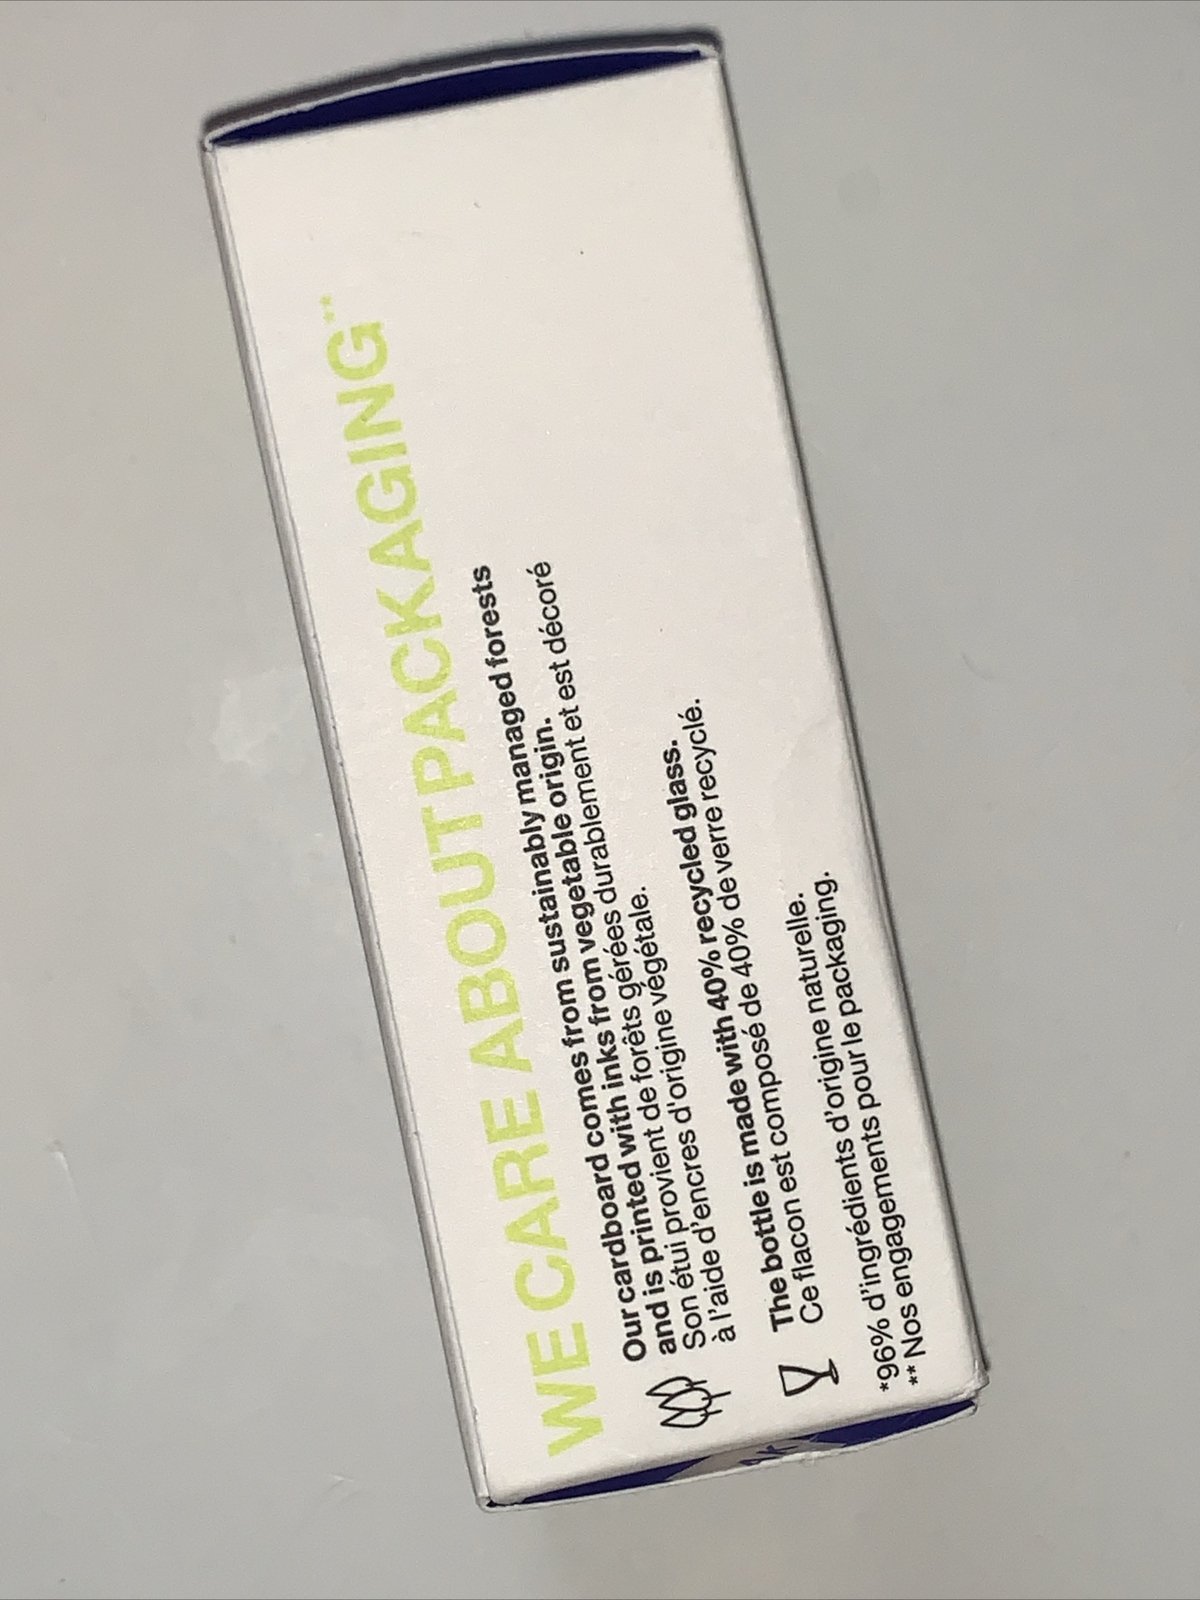 WE CARE ABOUT PACKAGING**
Our cardboard comes from sustainably managed forests
and is printed with inks from vegetable origin.
Son étui provient de forêts gérées durablement et est décoré
à l'aide d'encres d'origine végétale.
The bottle is made with 40% recycled glass.
Ce flacon est composé de 40% de verre recyclé.
*96% d'ingrédients d'origine naturelle.
** Nos engagements pour le packaging.